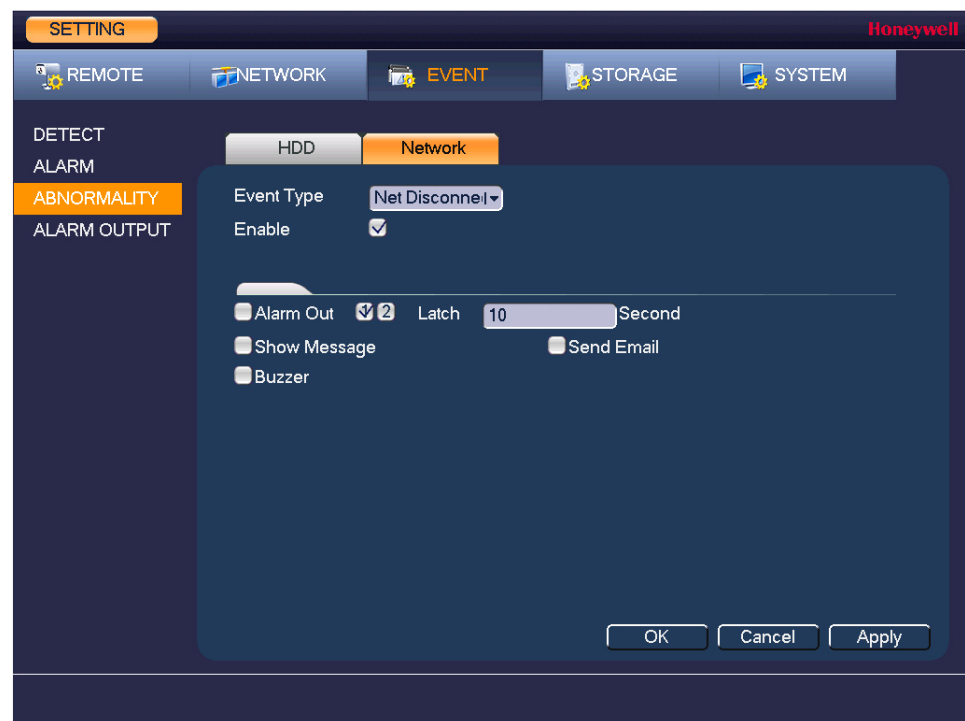 SETTING
Honeywell
REMOTE NETWORK EVENT STORAGE SYSTEM
DETECT
ALARM
ABNORMALITY
ALARM OUTPUT
HDD Network
Event Type Net Disconne
Enable
Alarm Out 2 Latch 10 Second
Show Message Send Email
Buzzer
OK Cancel Apply